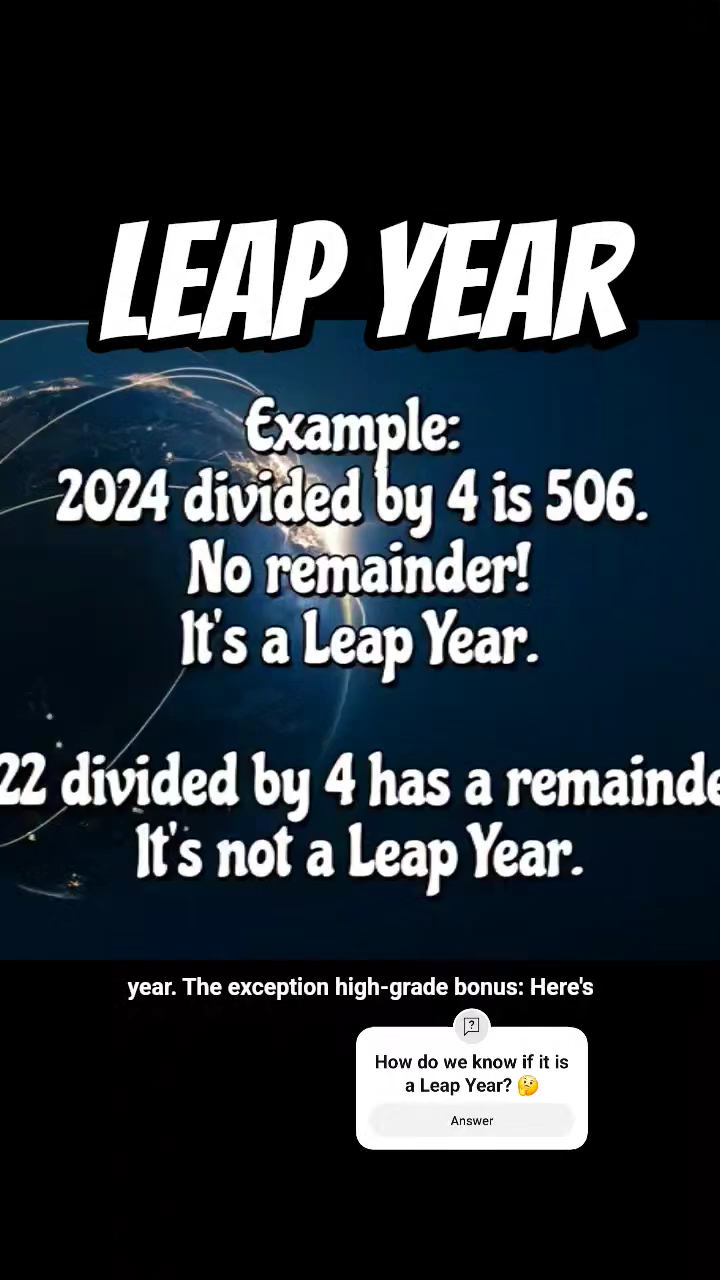 LEAP YEAR
Example:
2024 divided by 4 is 506.
No remainder!
It's a Leap Year.
22 divided by 4 has a remainde
It's not a Leap Year.
year. The exception high-grade bonus: Here's
How do we know if it is
a Leap Year? 🤔
Answer